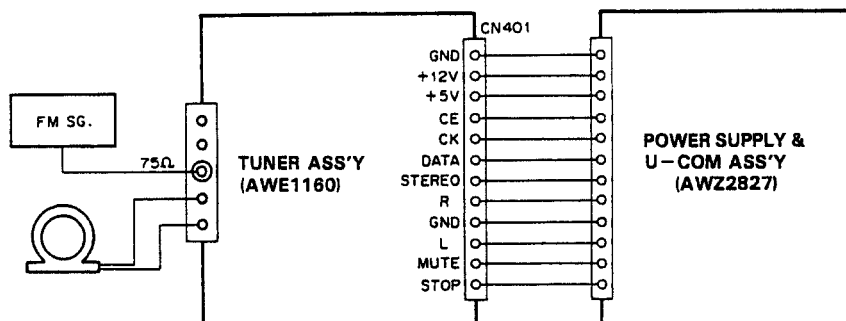 CN401
GND
+12V
+5V
CE
CK
DATA
STEREO
R
GND
L
MUTE
STOP
FM SG.
75Ω
TUNER ASS'Y
(AWE1160)
POWER SUPPLY &
U-COM ASS'Y
(AWZ2827)